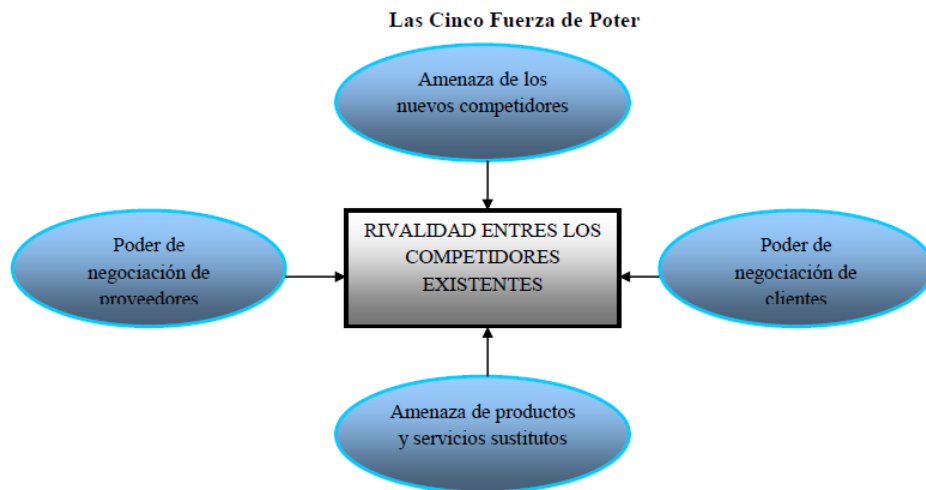 Las Cinco Fuerza de Poter
Amenaza de los
nuevos competidores
RIVALIDAD ENTRES LOS
COMPETIDORES
EXISTENTES
Poder de
negociación de
proveedores
Poder de
negociación de
clientes
Amenaza de productos
y servicios sustitutos